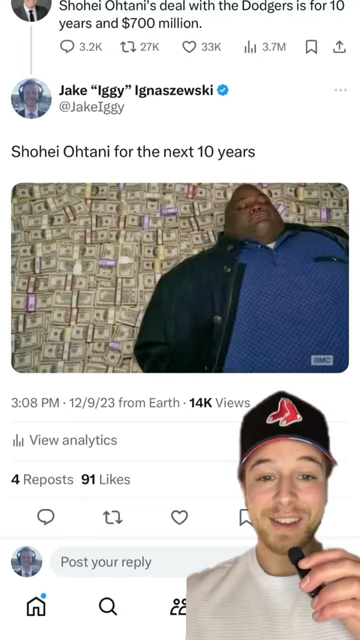 Shohei Ohtani's deal with the Dodgers is for 10
years and $700 million.
3.2K 27K 33K 3.7M
Jake “Iggy” Ignaszewski
@JakeIggy
Shohei Ohtani for the next 10 years
aMC
3:08 PM · 12/9/23 from Earth · 14K Views
View analytics
4 Reposts 91 Likes
Post your reply